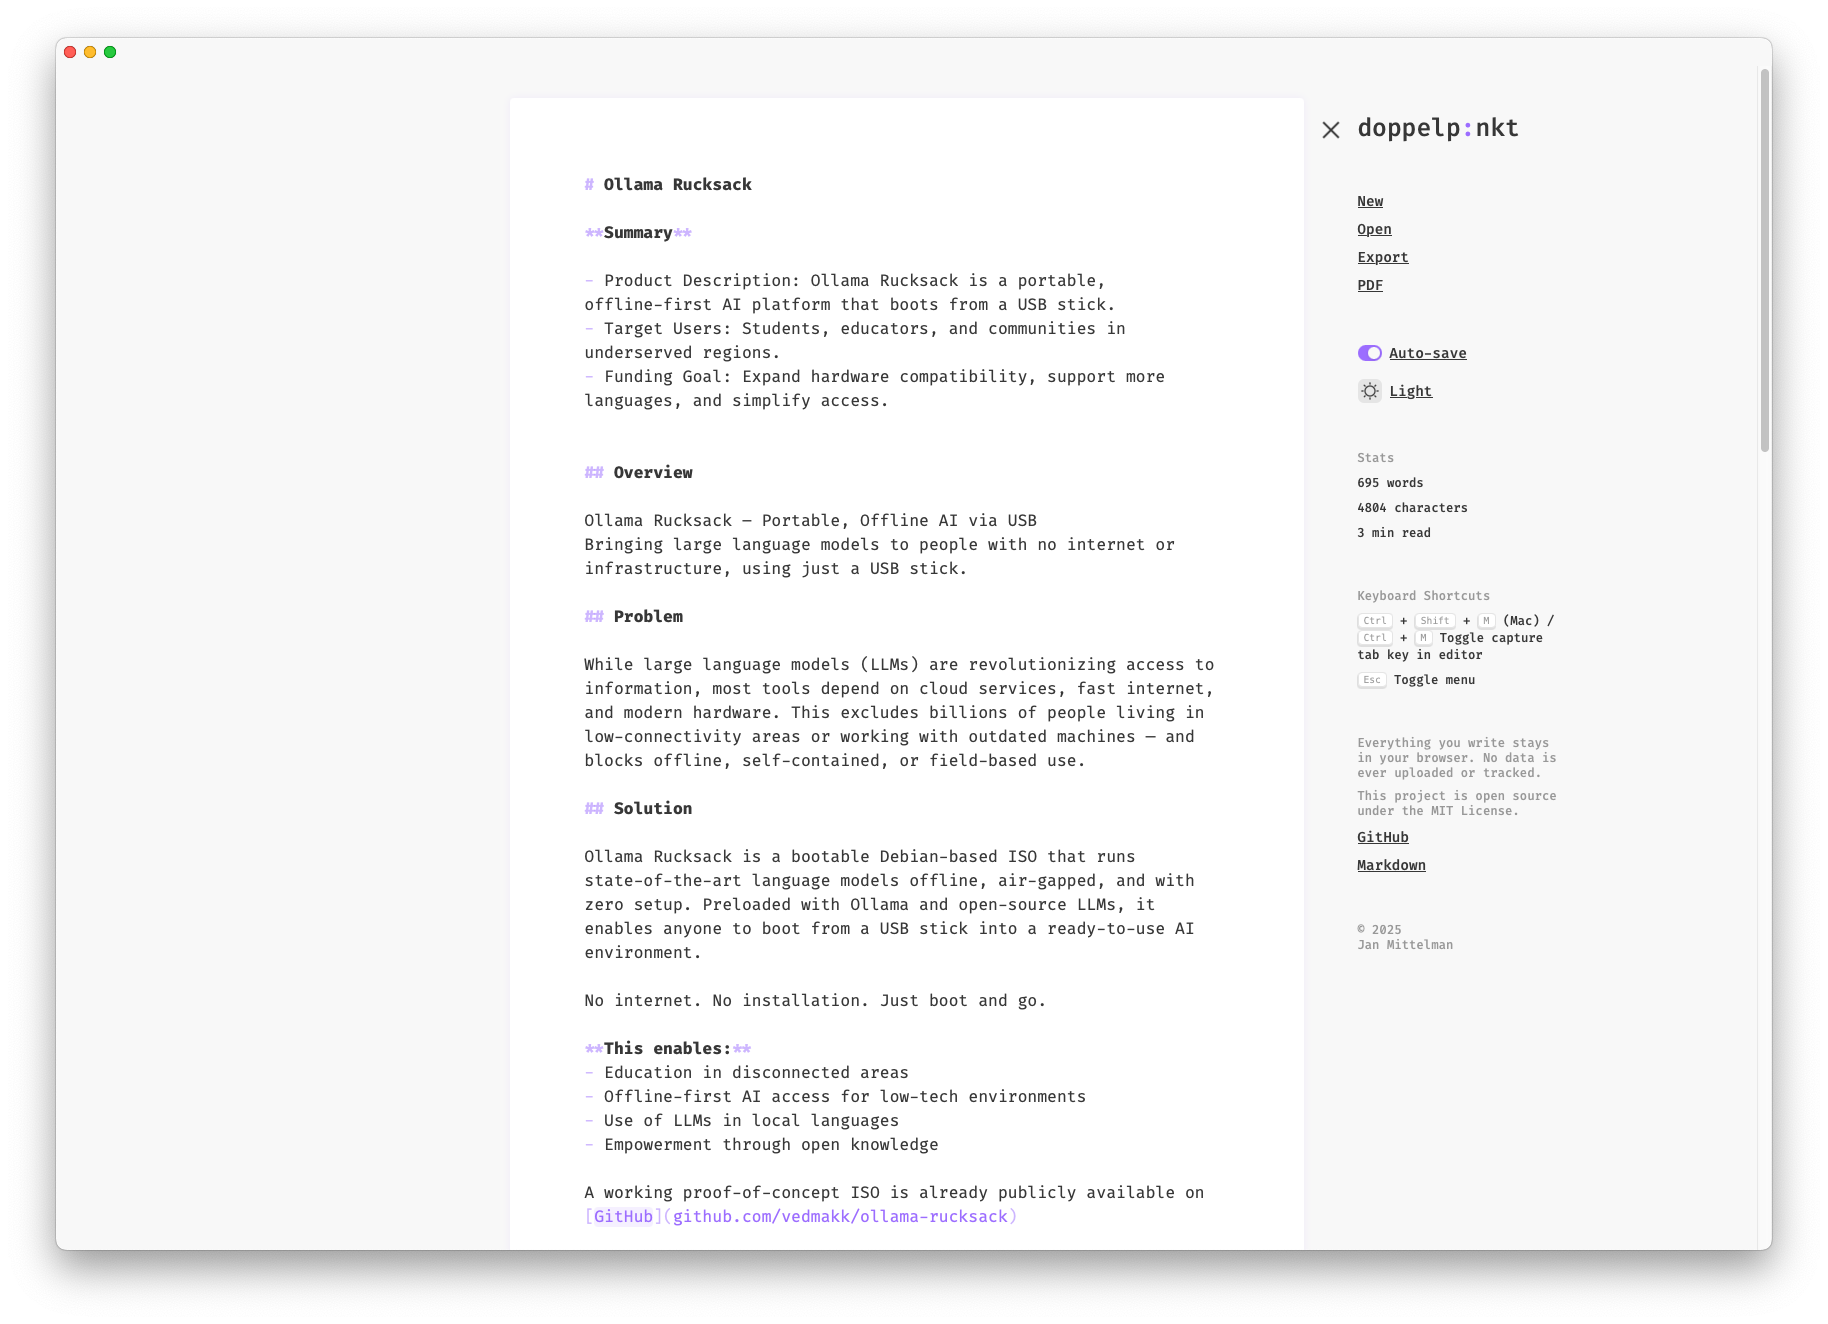 # Ollama Rucksack
**Summary**
- Product Description: Ollama Rucksack is a portable,
offline-first AI platform that boots from a USB stick.
- Target Users: Students, educators, and communities in
underserved regions.
- Funding Goal: Expand hardware compatibility, support more
languages, and simplify access.
## Overview
Ollama Rucksack – Portable, Offline AI via USB
Bringing large language models to people with no internet or
infrastructure, using just a USB stick.
## Problem
While large language models (LLMs) are revolutionizing access to
information, most tools depend on cloud services, fast internet,
and modern hardware. This excludes billions of people living in
low-connectivity areas or working with outdated machines — and
blocks offline, self-contained, or field-based use.
## Solution
Ollama Rucksack is a bootable Debian-based ISO that runs
state-of-the-art language models offline, air-gapped, and with
zero setup. Preloaded with Ollama and open-source LLMs, it
enables anyone to boot from a USB stick into a ready-to-use AI
environment.
No internet. No installation. Just boot and go.
**This enables:**
- Education in disconnected areas
- Offline-first AI access for low-tech environments
- Use of LLMs in local languages
- Empowerment through open knowledge
A working proof-of-concept ISO is already publicly available on
[GitHub](github.com/vedmakk/ollama-rucksack)
doppelp:nkt
New
Open
Export
PDF
Auto-save
Light
Stats
695 words
4804 characters
3 min read
Keyboard Shortcuts
Ctrl + Shift + M (Mac) /
Ctrl + M Toggle capture
tab key in editor
Esc Toggle menu
Everything you write stays
in your browser. No data is
ever uploaded or tracked.
This project is open source
under the MIT License.
GitHub
Markdown
© 2025
Jan Mittelman